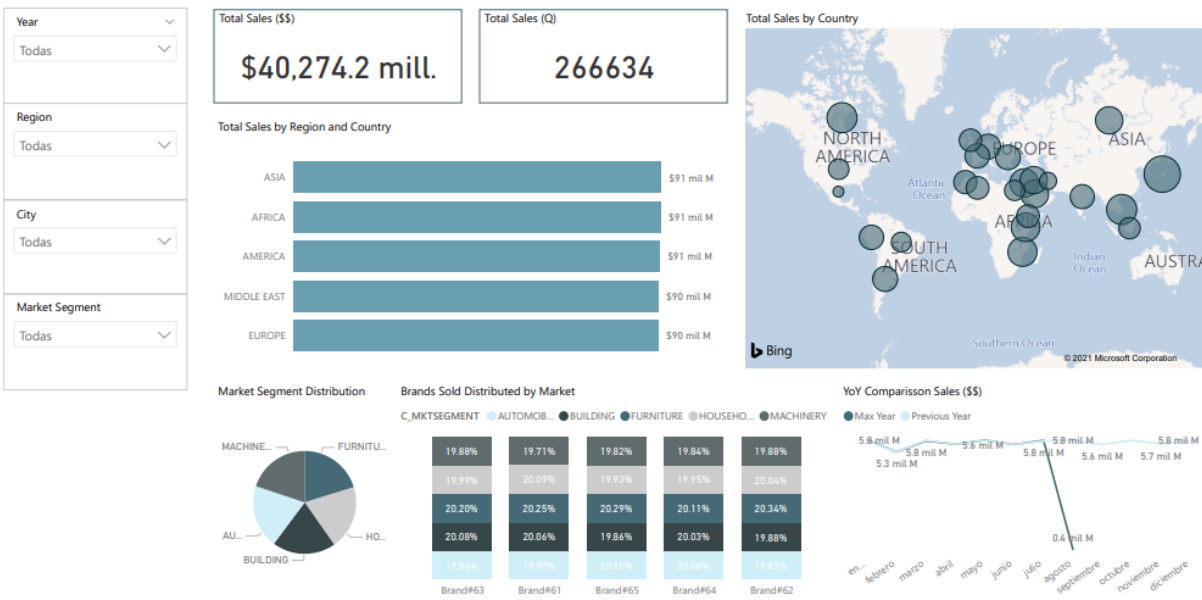 Year
Todas
Region
Todas
City
Todas
Market Segment
Todas
Total Sales ($$)
$40,274.2 mill.
Total Sales (Q)
266634
Total Sales by Region and Country
ASIA
$91 mil M
AFRICA
$91 mil M
AMERICA
$91 mil M
MIDDLE EAST
$90 mil M
EUROPE
$90 mil M
Total Sales by Country
NORTH
AMERICA
EUROPE
ASIA
Atlantic
Ocean
AFRICA
SOUTH
AMERICA
Indian
Ocean
AUSTRA
Southern Ocean
Bing
© 2021 Microsoft Corporation
Market Segment Distribution
MACHINE...
FURNITU...
AU...
HO...
BUILDING
Brands Sold Distributed by Market
C_MKTSEGMENT AUTOMOB... BUILDING FURNITURE HOUSEHO... MACHINERY
19.88% 19.71% 19.82% 19.84% 19.88%
19.99% 20.09% 19.93% 19.95% 20.04%
20.20% 20.25% 20.29% 20.11% 20.34%
20.08% 20.06% 19.86% 20.03% 19.88%
19.86% 19.90% 20.10% 20.08% 19.85%
Brand#63 Brand#61 Brand#65 Brand#64 Brand#62
YoY Comparisson Sales ($$)
Max Year Previous Year
5.8 mil M
5.3 mil M
5.8 mil M
5.6 mil M
5.8 mil M
5.8 mil M
5.6 mil M
5.7 mil M
5.8 mil M
0.4 mil M
en... febrero marzo abril mayo junio julio agosto septiembre octubre noviembre diciembre